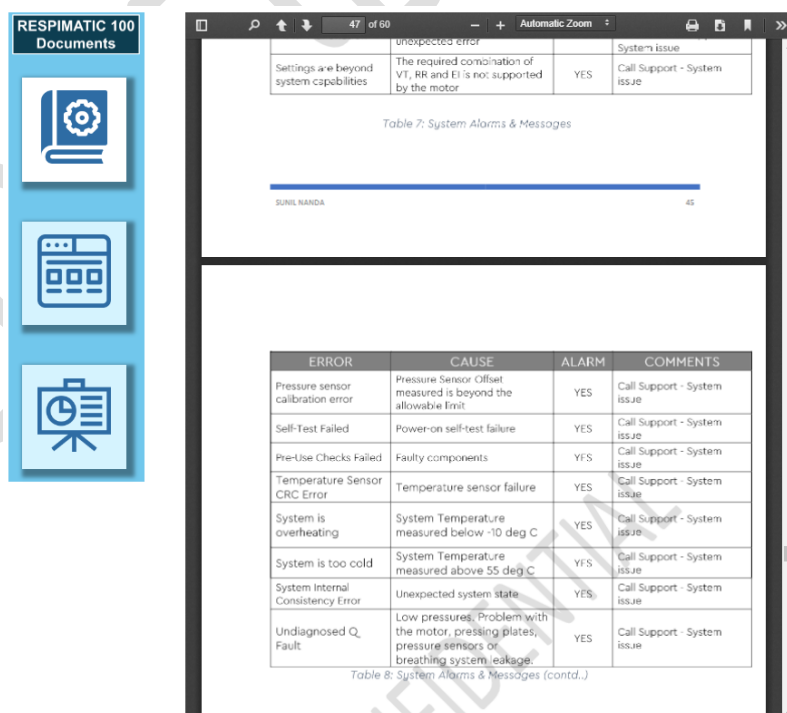 RESPIMATIC 100
Documents
47 of 60
Automatic Zoom
unexpected error
System issue
Settings are beyond
system capabilities
The required combination of
VT, RR and EI is not supported
by the motor
YES
Call Support - System
issue
Table 7: System Alarms & Messages
SUNIL NANDA
45
ERROR CAUSE ALARM COMMENTS
Pressure sensor
calibration error
Pressure Sensor Offset
measured is beyond the
allowable limit
YES
Call Support - System
issue
Self-Test Failed
Power-on self-test failure
YES
Call Support - System
issue
Pre-Use Checks Failed
Faulty components
YES
Call Support - System
issue
Temperature Sensor
CRC Error
Temperature sensor failure
YES
Call Support - System
issue
System is
overheating
System Temperature
measured below -10 deg C
YES
Call Support - System
issue
System is too cold
System Temperature
measured above 55 deg C
YES
Call Support - System
issue
System Internal
Consistency Error
Unexpected system state
YES
Call Support - System
issue
Undiagnosed Q
Fault
Low pressures. Problem with
the motor, pressing plates,
pressure sensors or
breathing system leakage.
YES
Call Support - System
issue
Table 8: System Alarms & Messages (contd..)